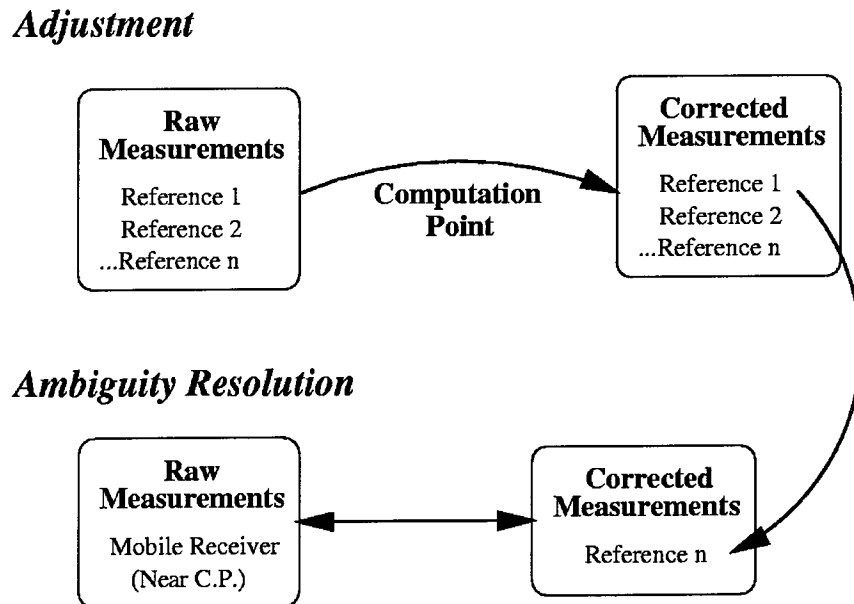 Adjustment
Raw
Measurements
Reference 1
Reference 2
...Reference n
Computation
Point
Corrected
Measurements
Reference 1
Reference 2
...Reference n
Ambiguity Resolution
Raw
Measurements
Mobile Receiver
(Near C.P.)
Corrected
Measurements
Reference n